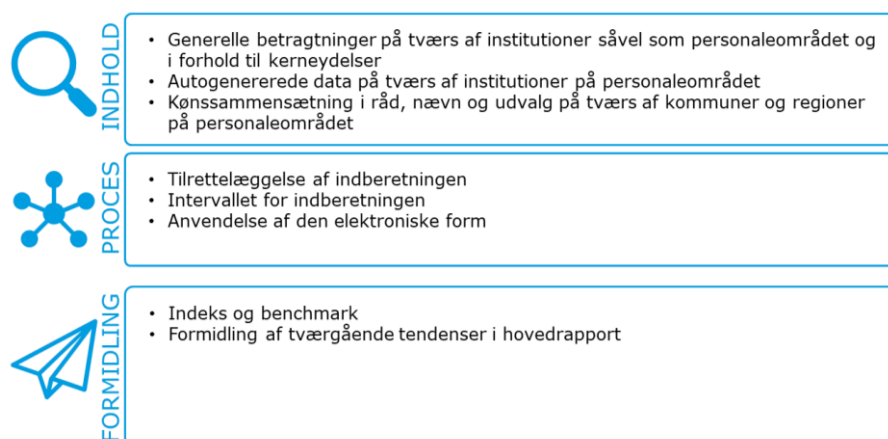 INDHOLD
• Generelle betragtninger på tværs af institutioner såvel som personaleområdet og
i forhold til kerneydelser
• Autogenererede data på tværs af institutioner på personaleområdet
• Kønssammensætning i råd, nævn og udvalg på tværs af kommuner og regioner
på personaleområdet
PROCES
• Tilrettelæggelse af indberetningen
• Intervallet for indberetningen
• Anvendelse af den elektroniske form
FORMIDLING
• Indeks og benchmark
• Formidling af tværgående tendenser i hovedrapport